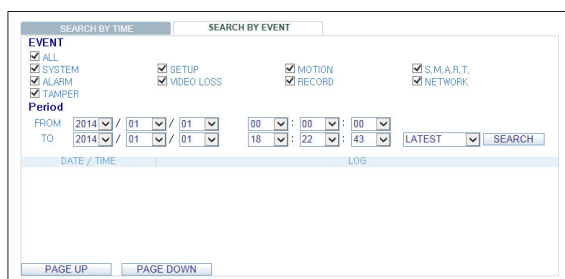 SEARCH BY TIME SEARCH BY EVENT
EVENT
ALL
SYSTEM SETUP MOTION S,M,A,R,T,
ALARM VIDEO LOSS RECORD NETWORK
TAMPER
Period
FROM 2014 / 01 / 01 00 : 00 : 00
TO 2014 / 01 / 01 18 : 22 : 43 LATEST SEARCH
DATE / TIME LOG
PAGE UP PAGE DOWN